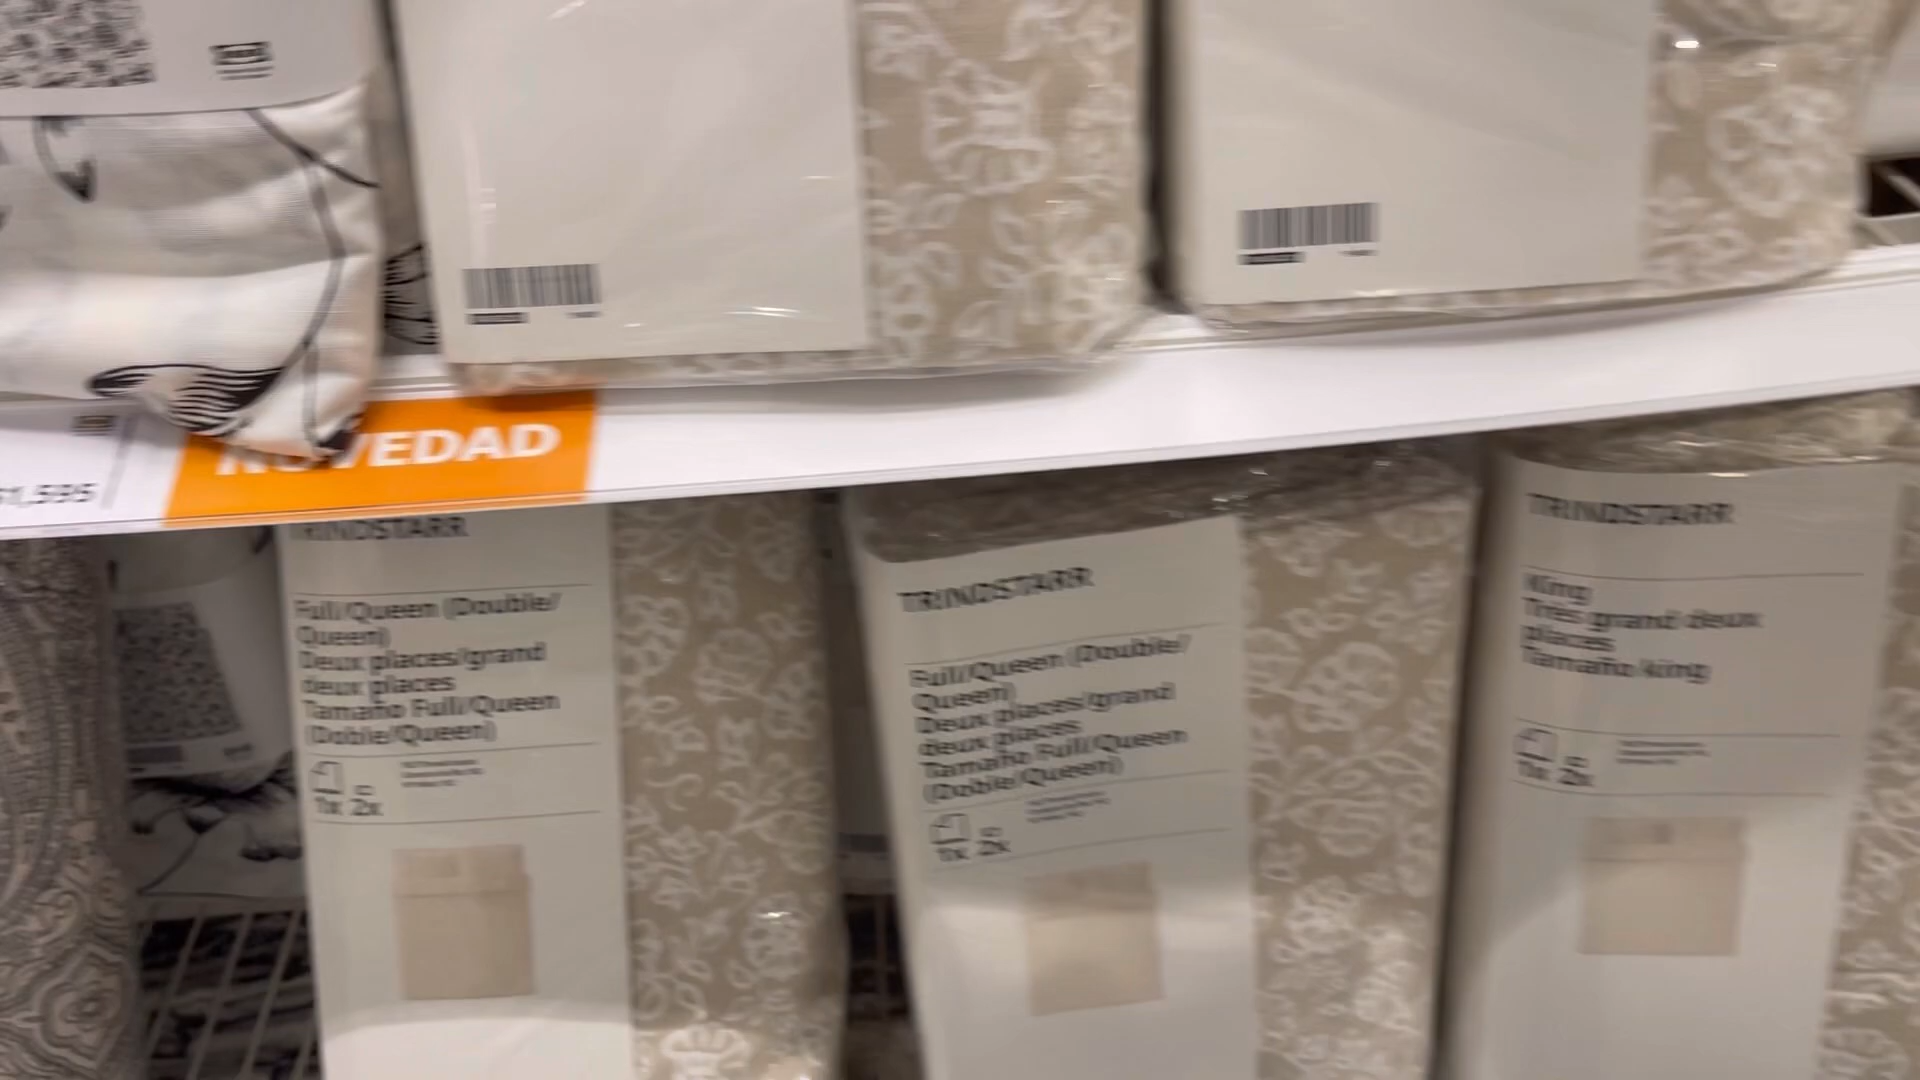 1,595
NOVEDAD
TRINDSTARR
Full/Queen (Double/
Queen)
Deux places/grand
deux places
Tamaño Full/Queen
(Doble/Queen)
1x 2x
TRINDSTARR
Full/Queen (Double/
Queen)
Deux places/grand
deux places
Tamaño Full/Queen
(Doble/Queen)
1x 2x
TRINDSTARR
King
Très grand deux
places
Tamaño king
1x 2x